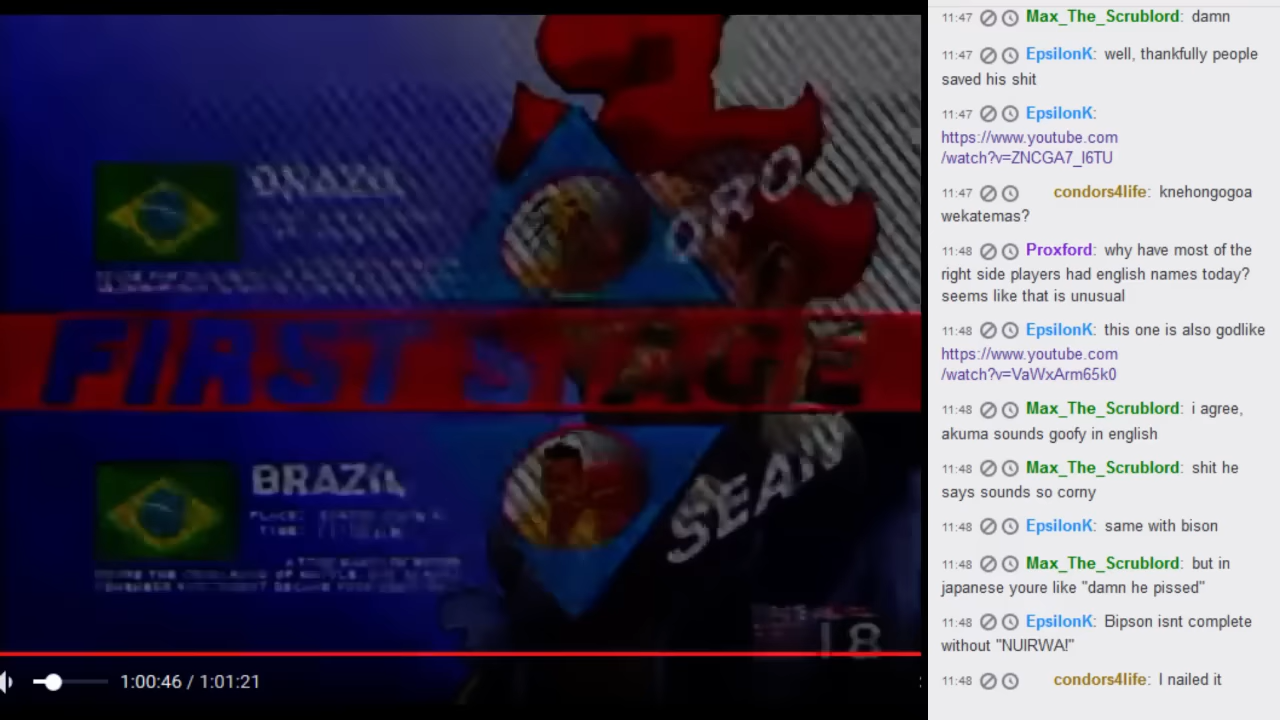 BRAZIL
ORO
FIRST STAGE
BRAZIL
SEAN
18
1:00:46 / 1:01:21
11:47 Max_The_Scrublord: damn
11:47 EpsilonK: well, thankfully people
saved his shit
11:47 EpsilonK:
https://www.youtube.com
/watch?v=ZNCGA7_I6TU
11:47 condors4life: knehongogoa
wekatemas?
11:48 Proxford: why have most of the
right side players had english names today?
seems like that is unusual
11:48 EpsilonK: this one is also godlike
https://www.youtube.com
/watch?v=VaWxArm65k0
11:48 Max_The_Scrublord: i agree,
akuma sounds goofy in english
11:48 Max_The_Scrublord: shit he
says sounds so corny
11:48 EpsilonK: same with bison
11:48 Max_The_Scrublord: but in
japanese youre like "damn he pissed"
11:48 EpsilonK: Bipson isnt complete
without "NUIRWA!"
11:48 condors4life: I nailed it